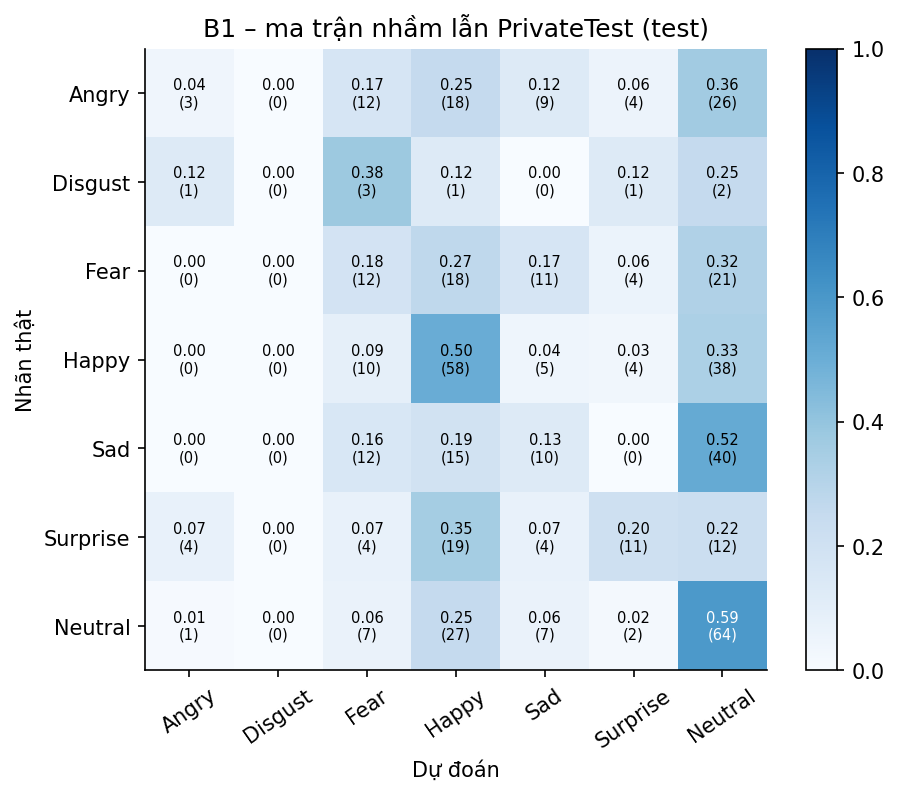 B1 – ma trận nhầm lẫn PrivateTest (test)
Nhãn thật
Angry
0.04 0.00 0.17 0.25 0.12 0.06 0.36
(3) (0) (12) (18) (9) (4) (26)
Disgust
0.12 0.00 0.38 0.12 0.00 0.12 0.25
(1) (0) (3) (1) (0) (1) (2)
Fear
0.00 0.00 0.18 0.27 0.17 0.06 0.32
(0) (0) (12) (18) (11) (4) (21)
Happy
0.00 0.00 0.09 0.50 0.04 0.03 0.33
(0) (0) (10) (58) (5) (4) (38)
Sad
0.00 0.00 0.16 0.19 0.13 0.00 0.52
(0) (0) (12) (15) (10) (0) (40)
Surprise
0.07 0.00 0.07 0.35 0.07 0.20 0.22
(4) (0) (4) (19) (4) (11) (12)
Neutral
0.01 0.00 0.06 0.25 0.06 0.02 0.59
(1) (0) (7) (27) (7) (2) (64)
Angry Disgust Fear Happy Sad Surprise Neutral
Dự đoán
1.0
0.8
0.6
0.4
0.2
0.0